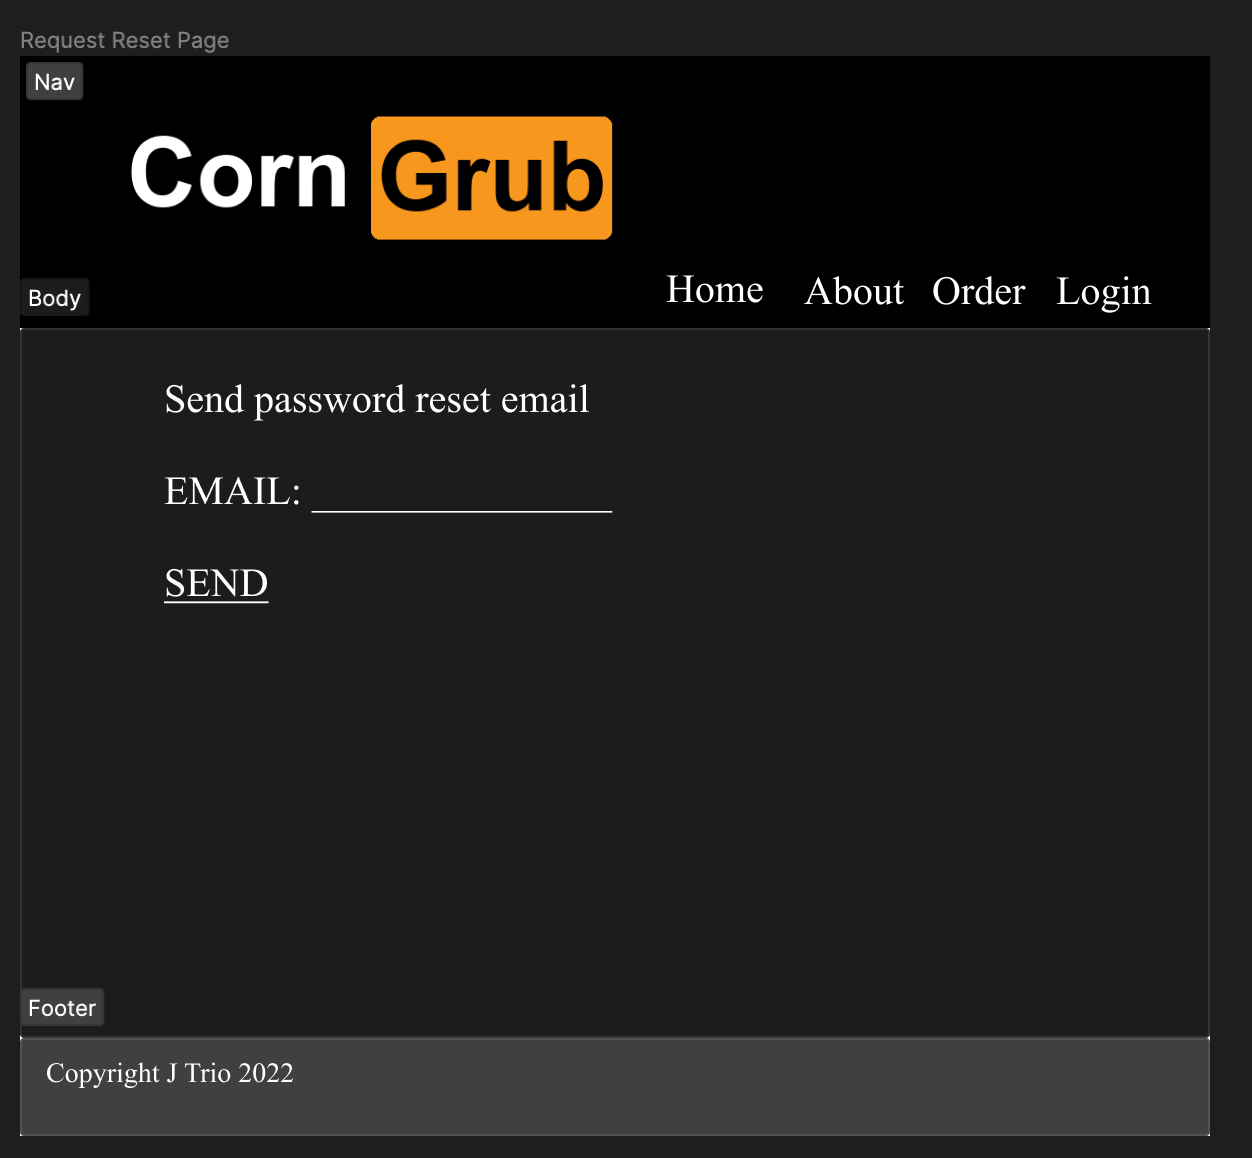 Request Reset Page
Nav
Corn Grub
Body
Home About Order Login
Send password reset email
EMAIL: _______________
SEND
Footer
Copyright J Trio 2022